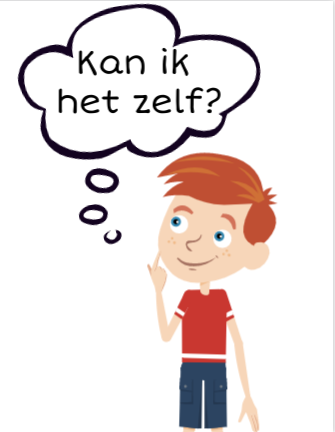 Kan ik
het zelf?